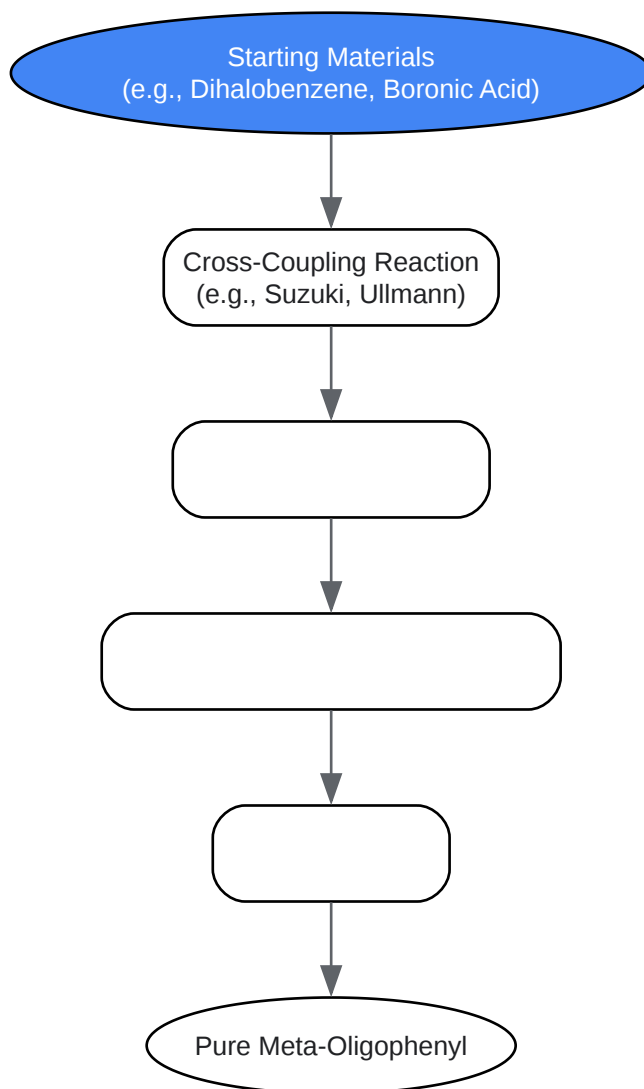 Starting Materials
(e.g., Dihalobenzene, Boronic Acid)
Cross-Coupling Reaction
(e.g., Suzuki, Ullmann)
Pure Meta-Oligophenyl